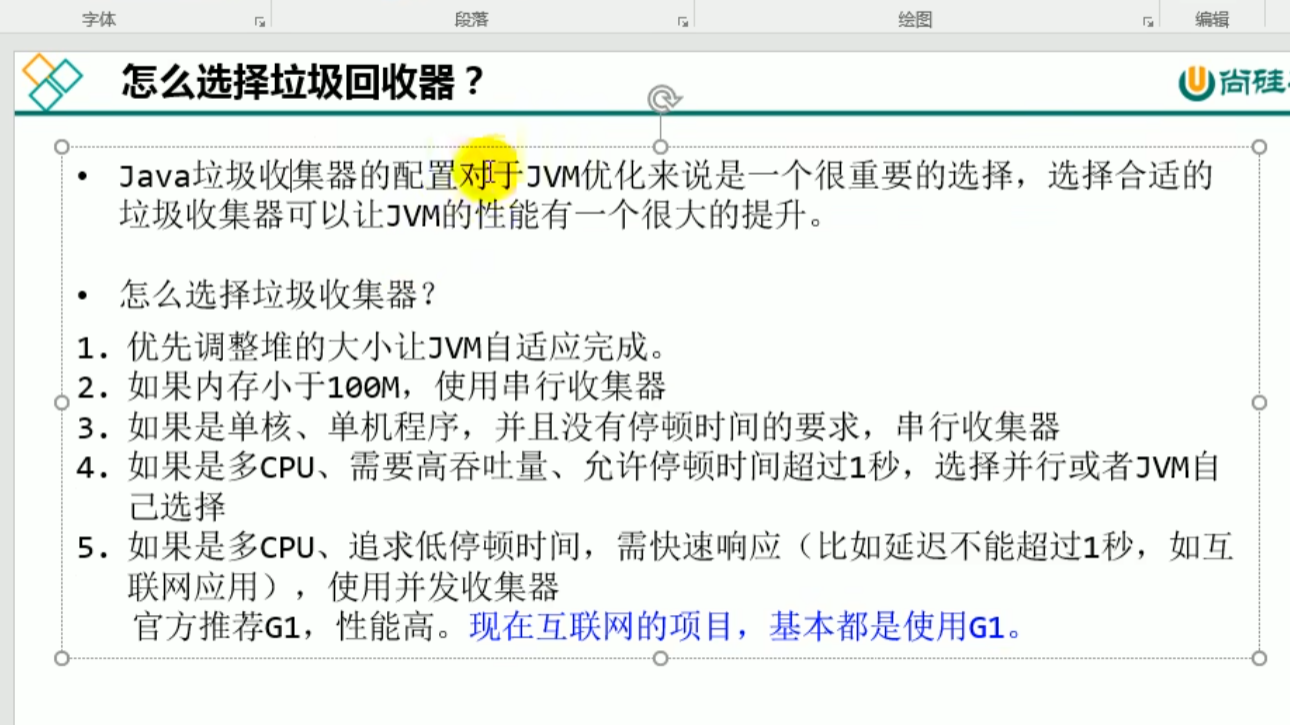 字体 段落 绘图 编辑
怎么选择垃圾回收器？
尚硅
• Java垃圾收集器的配置对于JVM优化来说是一个很重要的选择，选择合适的
垃圾收集器可以让JVM的性能有一个很大的提升。
• 怎么选择垃圾收集器？
1. 优先调整堆的大小让JVM自适应完成。
2. 如果内存小于100M，使用串行收集器
3. 如果是单核、单机程序，并且没有停顿时间的要求，串行收集器
4. 如果是多CPU、需要高吞吐量、允许停顿时间超过1秒，选择并行或者JVM自
己选择
5. 如果是多CPU、追求低停顿时间，需快速响应（比如延迟不能超过1秒，如互
联网应用），使用并发收集器
官方推荐G1，性能高。现在互联网的项目，基本都是使用G1。